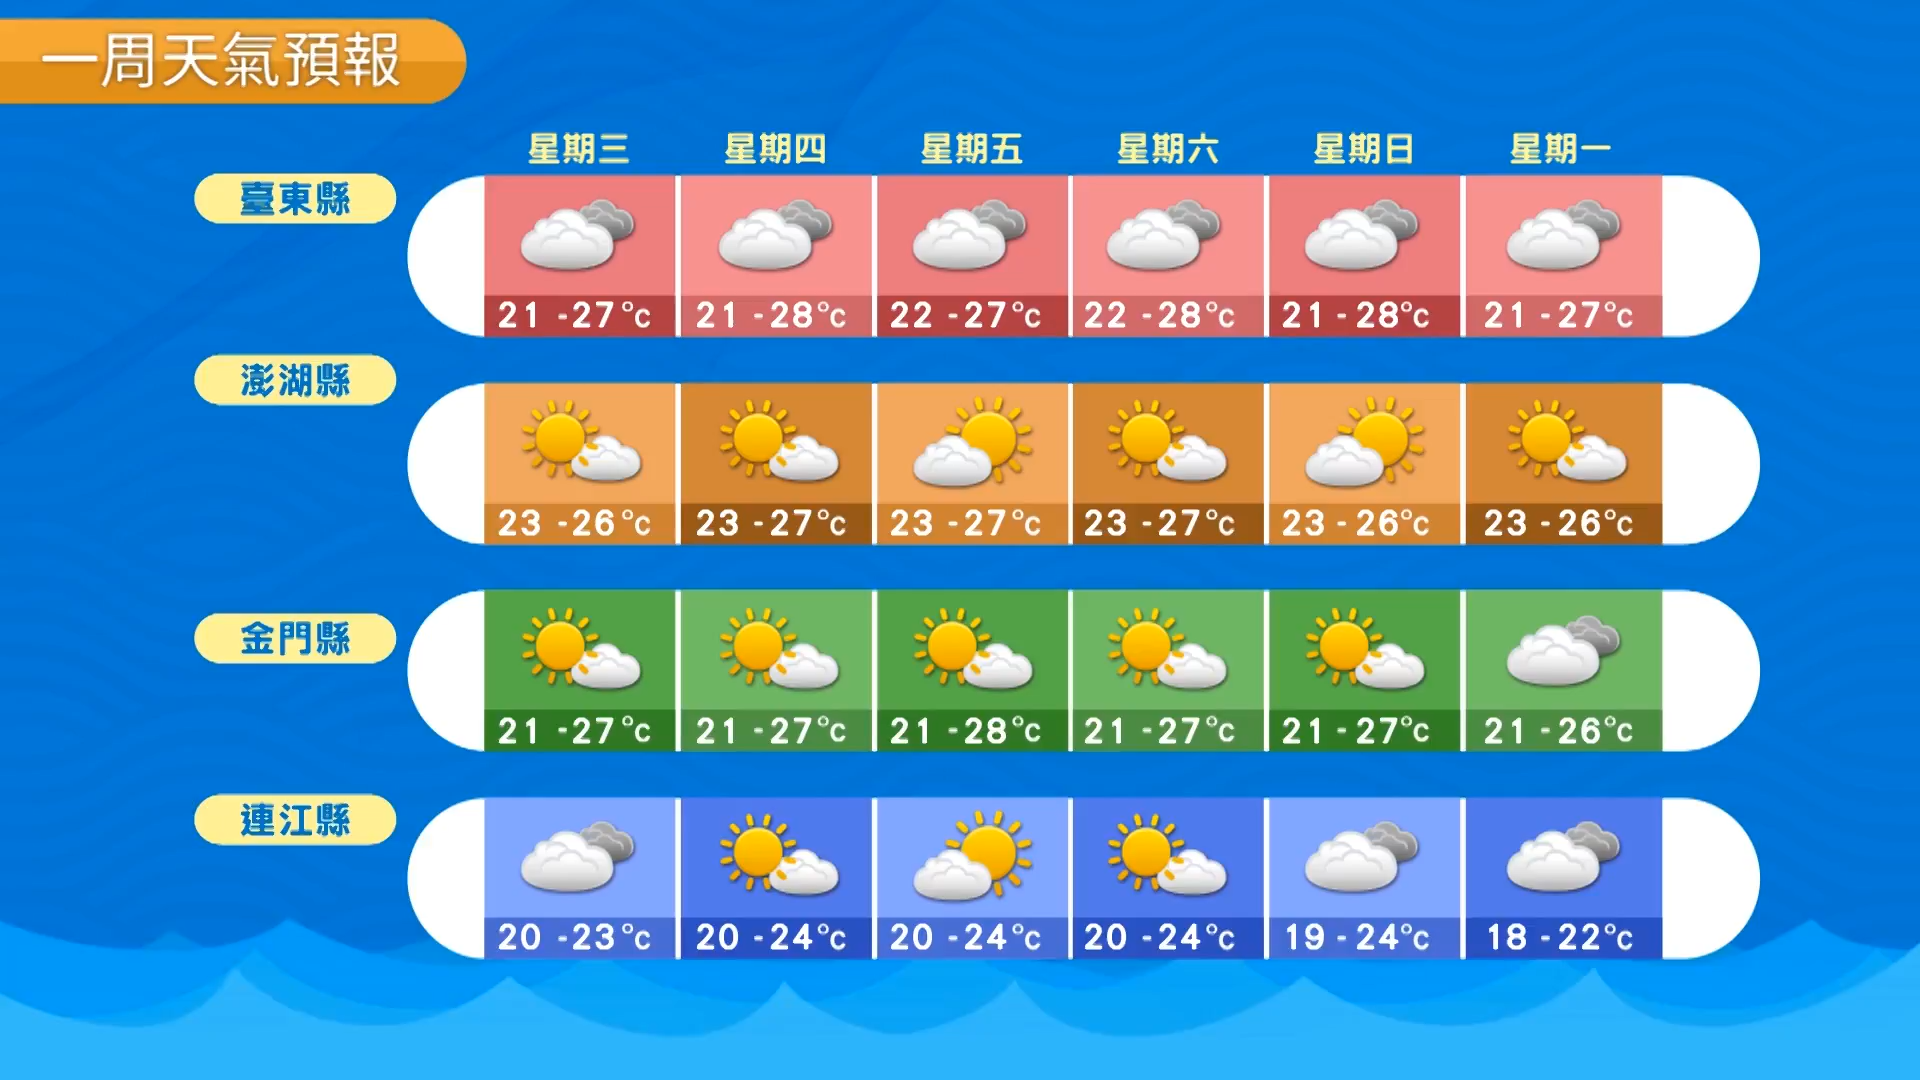 一周天氣預報
星期三 星期四 星期五 星期六 星期日 星期一
臺東縣
21 -27°C 21 -28°C 22 -27°C 22 -28°C 21 - 28°C 21 - 27°C
澎湖縣
23 -26°C 23 -27°C 23 -27°C 23 -27°C 23 - 26°C 23 - 26°C
金門縣
21 -27°C 21 -27°C 21 -28°C 21 -27°C 21 - 27°C 21 - 26°C
連江縣
20 -23°C 20 -24°C 20 -24°C 20 -24°C 19 - 24°C 18 - 22°C